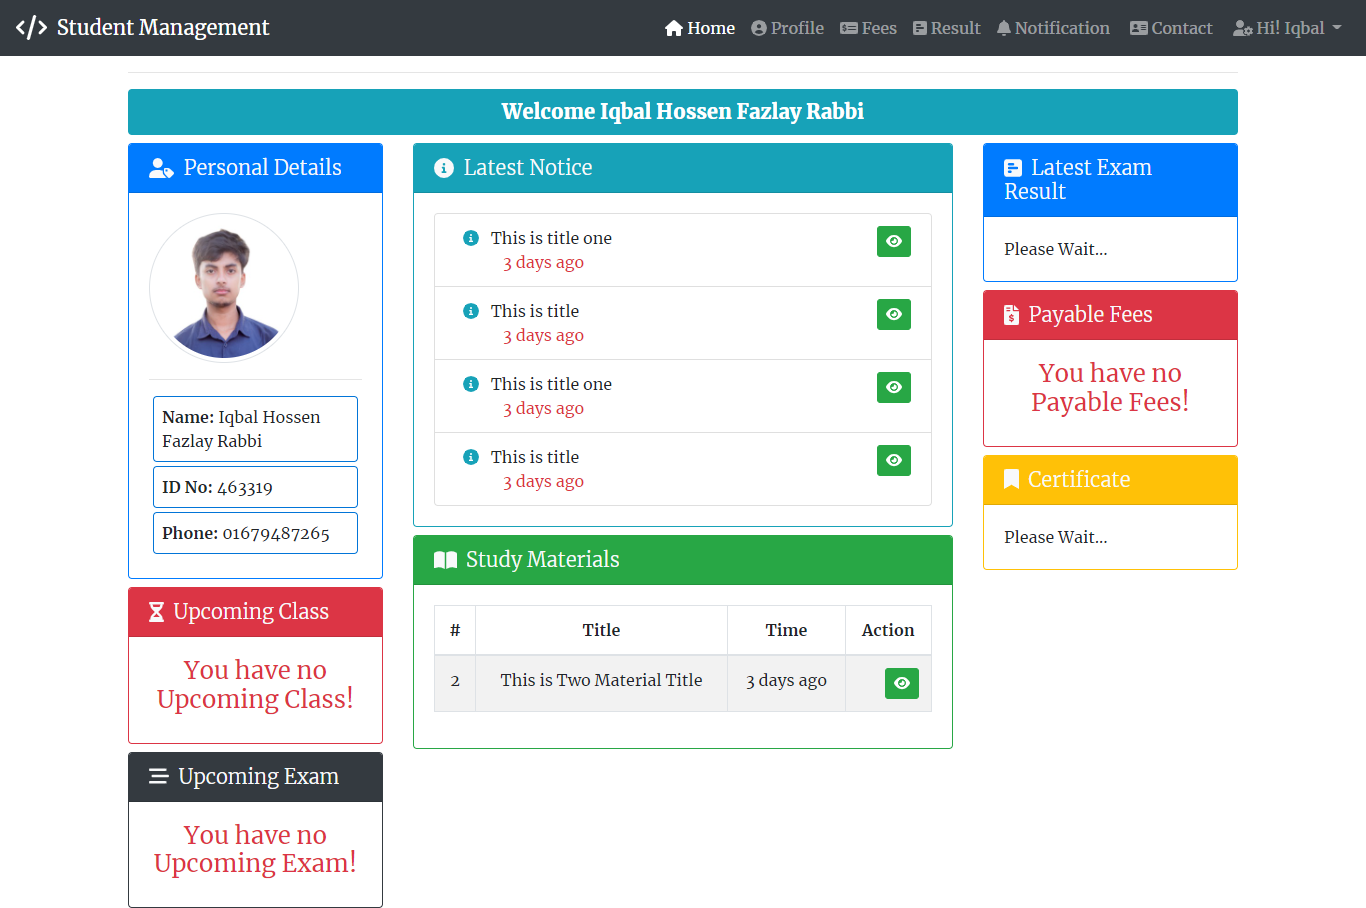 Student Management
Home Profile Fees Result Notification Contact Hi! Iqbal
Welcome Iqbal Hossen Fazlay Rabbi
Personal Details
Name: Iqbal Hossen
Fazlay Rabbi
ID No: 463319
Phone: 01679487265
Upcoming Class
You have no
Upcoming Class!
Upcoming Exam
You have no
Upcoming Exam!
Latest Notice
This is title one
3 days ago
This is title
3 days ago
This is title one
3 days ago
This is title
3 days ago
Study Materials
# Title Time Action
2 This is Two Material Title 3 days ago
Latest Exam
Result
Please Wait...
Payable Fees
You have no
Payable Fees!
Certificate
Please Wait...